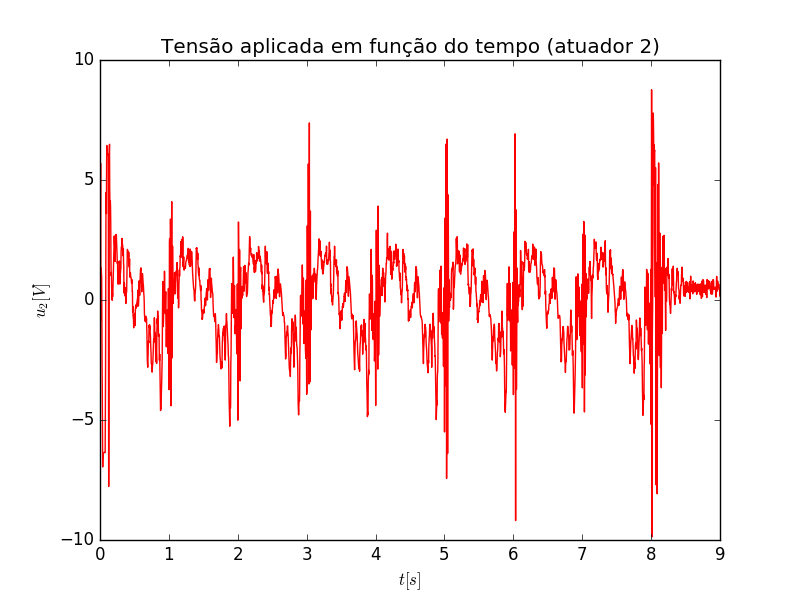 Tensão aplicada em função do tempo (atuador 2)
10
5
0
−5
−10
u₂[V]
0 1 2 3 4 5 6 7 8 9
t[s]